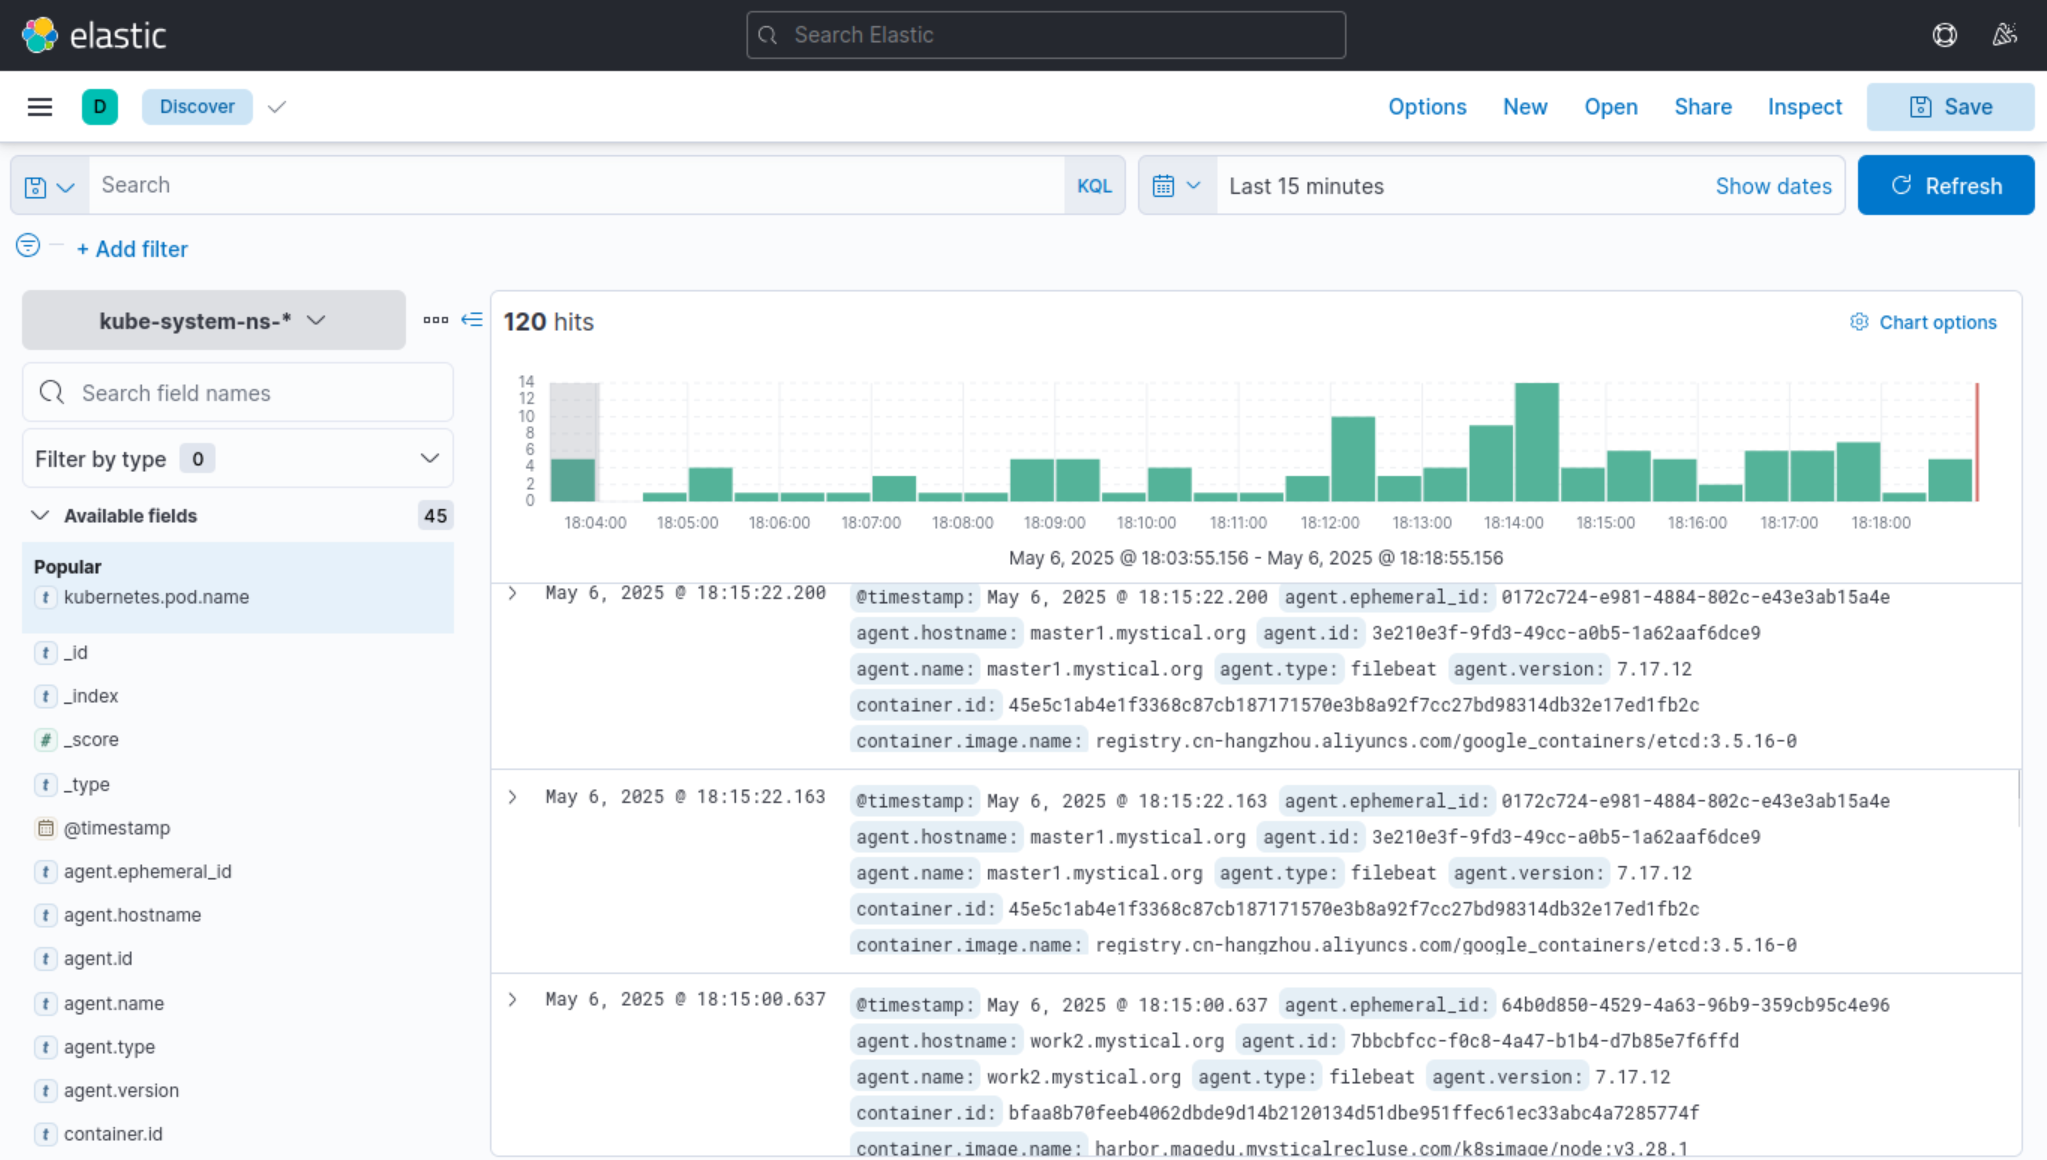 elastic
Search Elastic
D
Discover
Options New Open Share Inspect Save
Search
KQL
Last 15 minutes
Show dates
Refresh
+ Add filter
kube-system-ns-*
Search field names
Filter by type 0
Available fields 45
Popular
t kubernetes.pod.name
t _id
t _index
# _score
t _type
@timestamp
t agent.ephemeral_id
t agent.hostname
t agent.id
t agent.name
t agent.type
t agent.version
t container.id
120 hits
Chart options
14
12
10
8
6
4
2
0
18:04:00 18:05:00 18:06:00 18:07:00 18:08:00 18:09:00 18:10:00 18:11:00 18:12:00 18:13:00 18:14:00 18:15:00 18:16:00 18:17:00 18:18:00
May 6, 2025 @ 18:03:55.156 - May 6, 2025 @ 18:18:55.156
May 6, 2025 @ 18:15:22.200 @timestamp: May 6, 2025 @ 18:15:22.200 agent.ephemeral_id: 0172c724-e981-4884-802c-e43e3ab15a4e
agent.hostname: master1.mystical.org agent.id: 3e210e3f-9fd3-49cc-a0b5-1a62aaf6dce9
agent.name: master1.mystical.org agent.type: filebeat agent.version: 7.17.12
container.id: 45e5c1ab4e1f3368c87cb187171570e3b8a92f7cc27bd98314db32e17ed1fb2c
container.image.name: registry.cn-hangzhou.aliyuncs.com/google_containers/etcd:3.5.16-0
May 6, 2025 @ 18:15:22.163 @timestamp: May 6, 2025 @ 18:15:22.163 agent.ephemeral_id: 0172c724-e981-4884-802c-e43e3ab15a4e
agent.hostname: master1.mystical.org agent.id: 3e210e3f-9fd3-49cc-a0b5-1a62aaf6dce9
agent.name: master1.mystical.org agent.type: filebeat agent.version: 7.17.12
container.id: 45e5c1ab4e1f3368c87cb187171570e3b8a92f7cc27bd98314db32e17ed1fb2c
container.image.name: registry.cn-hangzhou.aliyuncs.com/google_containers/etcd:3.5.16-0
May 6, 2025 @ 18:15:00.637 @timestamp: May 6, 2025 @ 18:15:00.637 agent.ephemeral_id: 64b0d850-4529-4a63-96b9-359cb95c4e96
agent.hostname: work2.mystical.org agent.id: 7bbcbfcc-f0c8-4a47-b1b4-d7b85e7f6ffd
agent.name: work2.mystical.org agent.type: filebeat agent.version: 7.17.12
container.id: bfaa8b70feeb4062dbde9d14b2120134d51dbe951ffec61ec33abc4a7285774f
container.image.name: harbor.magedu.mysticalrecluse.com/k8simage/node:v3.28.1